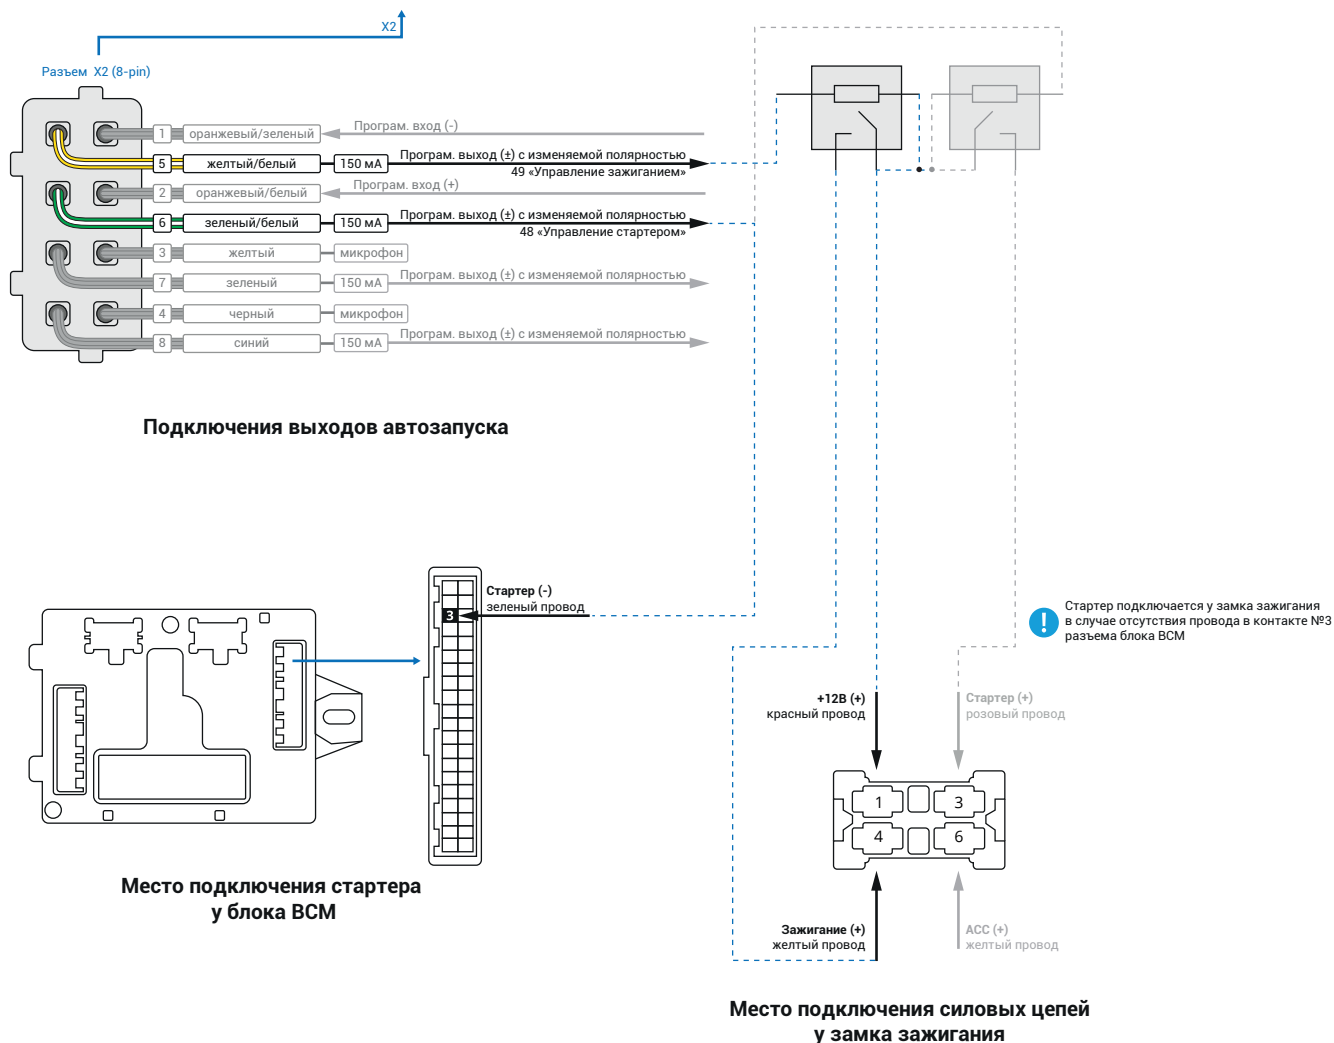 X2
Разъем X2 (8-pin)
1 оранжевый/зеленый Програм. вход (-)
5 желтый/белый 150 мА Програм. выход (±) с изменяемой полярностью
49 «Управление зажиганием»
2 оранжевый/белый Програм. вход (+)
6 зеленый/белый 150 мА Програм. выход (±) с изменяемой полярностью
48 «Управление стартером»
3 желтый микрофон
7 зеленый 150 мА Програм. выход (±) с изменяемой полярностью
4 черный микрофон
8 синий 150 мА Програм. выход (±) с изменяемой полярностью
Подключения выходов автозапуска
3
Стартер (-)
зеленый провод
Место подключения стартера
у блока BCM
!
Стартер подключается у замка зажигания
в случае отсутствия провода в контакте №3
разъема блока BCM
+12В (+)
красный провод
Стартер (+)
розовый провод
1 3
4 6
Зажигание (+)
желтый провод
ACC (+)
желтый провод
Место подключения силовых цепей
у замка зажигания